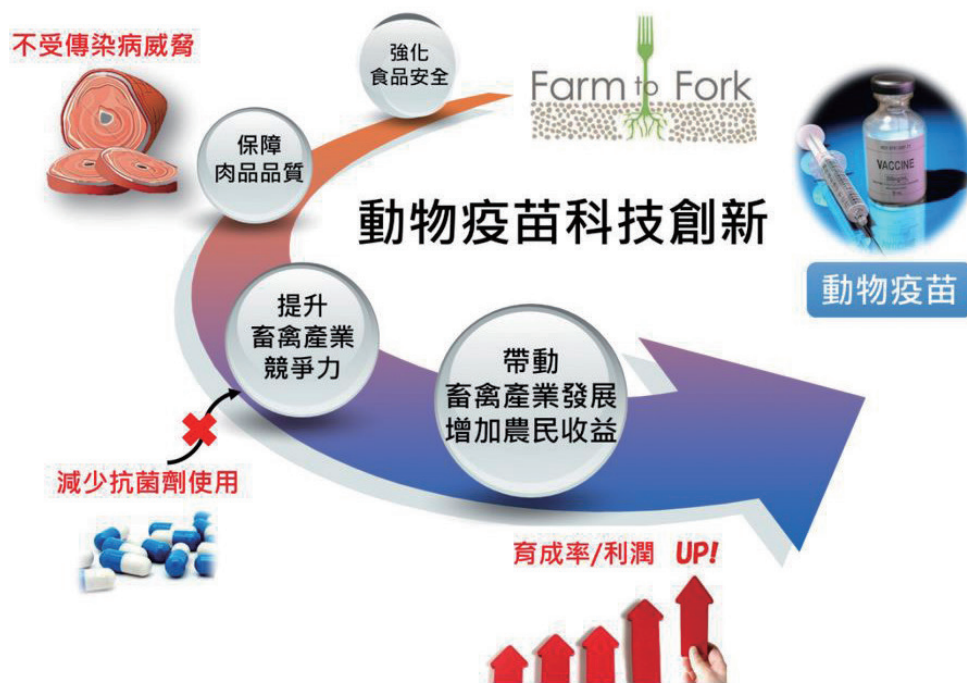 不受傳染病威脅
強化
食品安全
Farm to Fork
保障
肉品品質
VACCINE
動物疫苗科技創新
動物疫苗
提升
畜禽產業
競爭力
帶動
畜禽產業發展
增加農民收益
減少抗菌劑使用
育成率/利潤 UP!